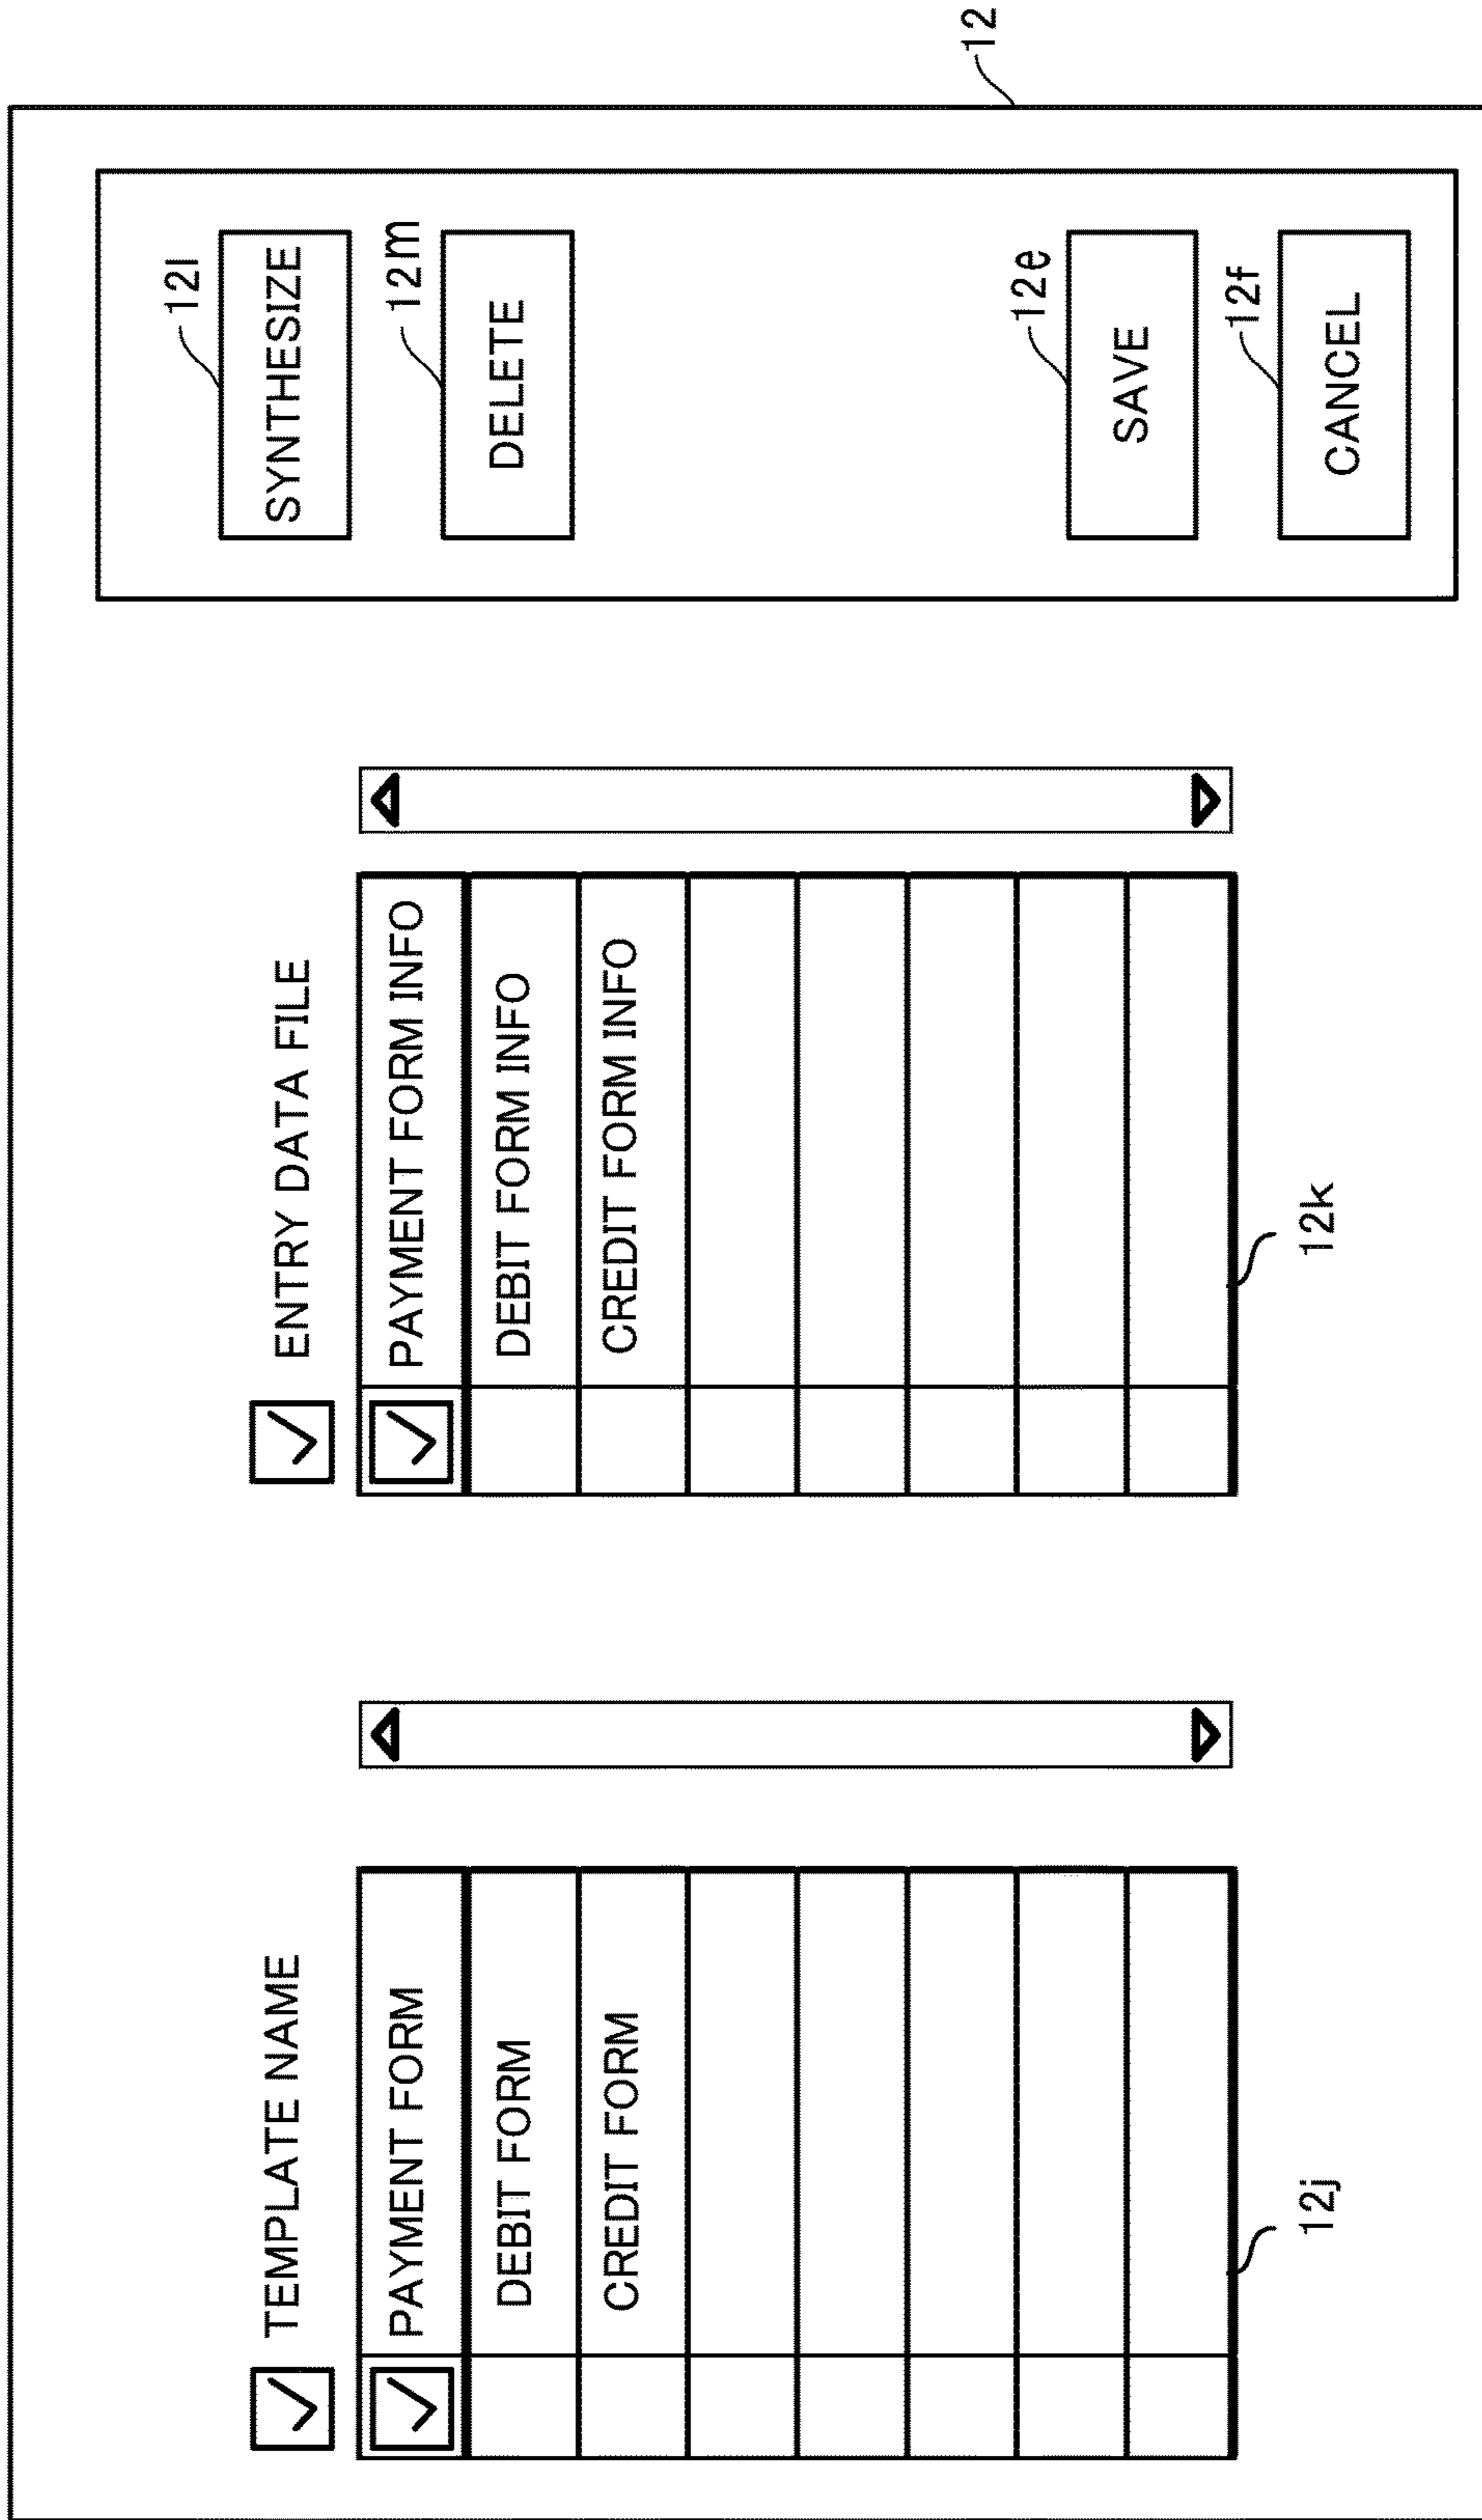 TEMPLATE NAME
PAYMENT FORM
DEBIT FORM
CREDIT FORM
12j
ENTRY DATA FILE
PAYMENT FORM INFO
DEBIT FORM INFO
CREDIT FORM INFO
12k
12l
SYNTHESIZE
12m
DELETE
12e
SAVE
12f
CANCEL
12